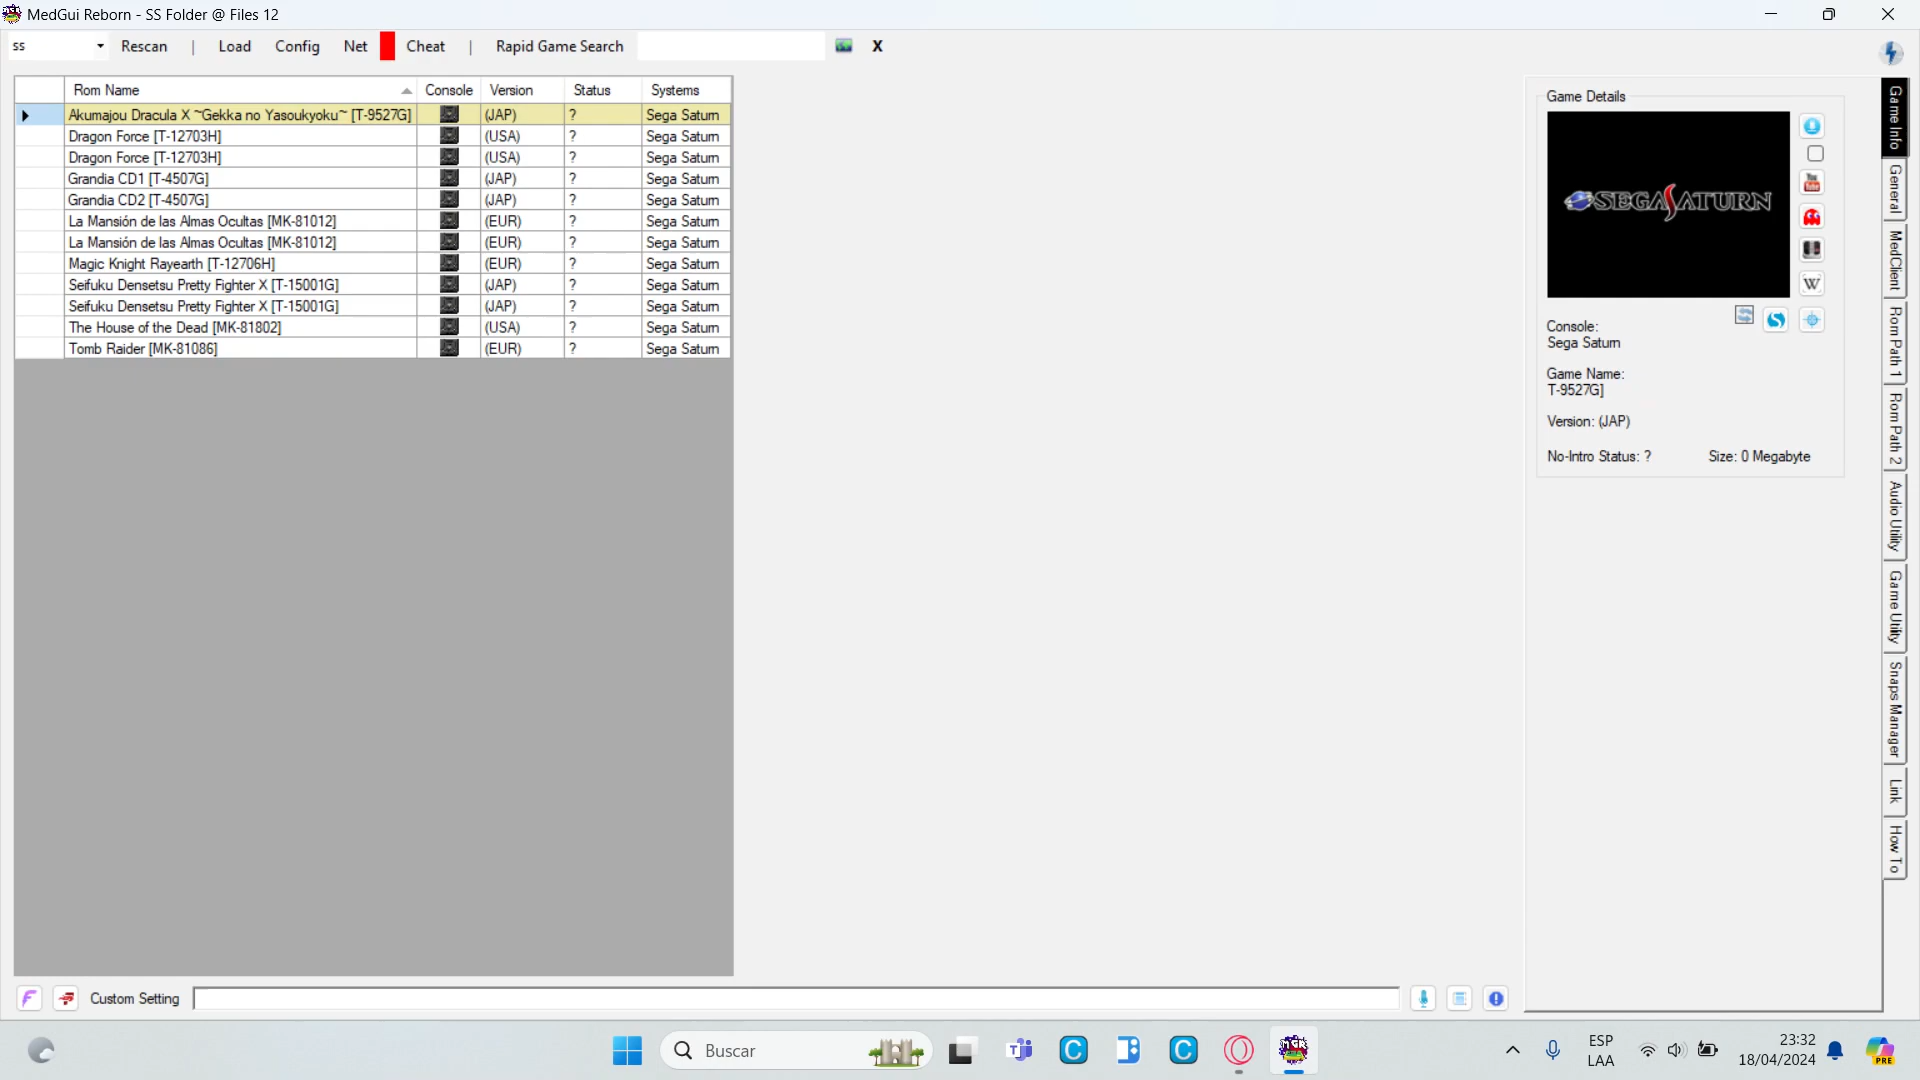 MedGui Reborn - SS Folder @ Files 12
ss Rescan | Load Config Net Cheat | Rapid Game Search X
Rom Name Console Version Status Systems
Akumajou Dracula X ~Gekka no Yasoukyoku~ [T-9527G] (JAP) ? Sega Saturn
Dragon Force [T-12703H] (USA) ? Sega Saturn
Dragon Force [T-12703H] (USA) ? Sega Saturn
Grandia CD1 [T-4507G] (JAP) ? Sega Saturn
Grandia CD2 [T-4507G] (JAP) ? Sega Saturn
La Mansión de las Almas Ocultas [MK-81012] (EUR) ? Sega Saturn
La Mansión de las Almas Ocultas [MK-81012] (EUR) ? Sega Saturn
Magic Knight Rayearth [T-12706H] (EUR) ? Sega Saturn
Seifuku Densetsu Pretty Fighter X [T-15001G] (JAP) ? Sega Saturn
Seifuku Densetsu Pretty Fighter X [T-15001G] (JAP) ? Sega Saturn
The House of the Dead [MK-81802] (USA) ? Sega Saturn
Tomb Raider [MK-81086] (EUR) ? Sega Saturn
Game Details
SEGA SATURN
You Tube
W
Console:
Sega Saturn
Game Name:
T-9527G]
Version: (JAP)
No-Intro Status: ? Size: 0 Megabyte
Game Info
General
MedClient
Rom Path 1
Rom Path 2
Audio Utility
Game Utility
Snaps Manager
Link
How To
Custom Setting
Buscar
ESP
LAA
23:32
18/04/2024
PRE